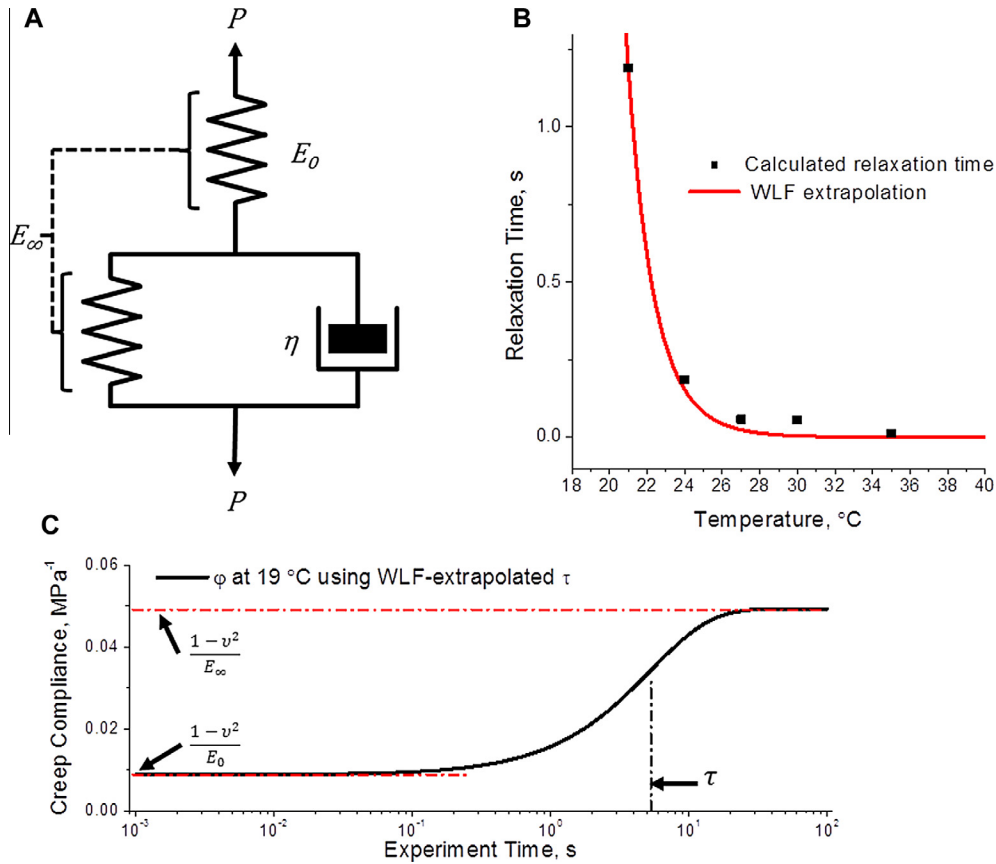 A
P
E₀
E∞
η
P
B
Relaxation Time, s
1.0
0.5
0.0
Calculated relaxation time
WLF extrapolation
18 20 22 24 26 28 30 32 34 36 38 40
Temperature, °C
C
Creep Compliance, MPa⁻¹
0.06
0.04
0.02
0.00
φ at 19 °C using WLF-extrapolated τ
1 − υ²
E∞
1 − υ²
E₀
τ
10⁻³ 10⁻² 10⁻¹ 10⁰ 10¹ 10²
Experiment Time, s